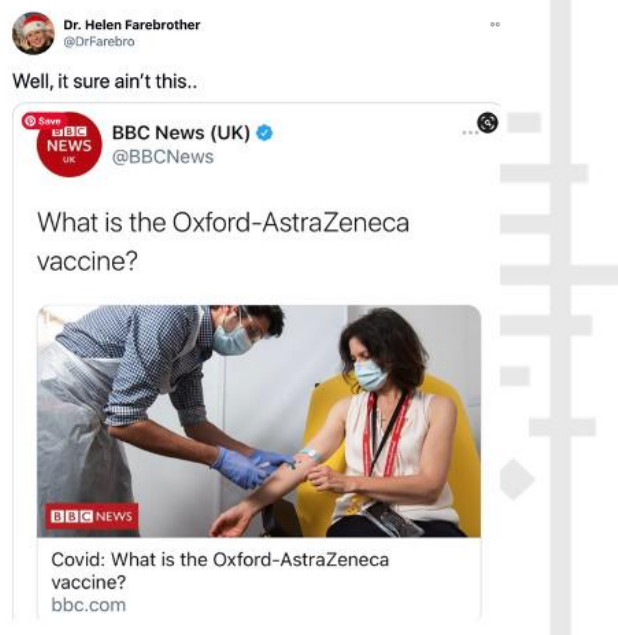 Dr. Helen Farebrother
@DrFarebro
Well, it sure ain't this..
Save
BBC
NEWS
UK
BBC News (UK)
@BBCNews
What is the Oxford-AstraZeneca
vaccine?
BBC NEWS
Covid: What is the Oxford-AstraZeneca
vaccine?
bbc.com